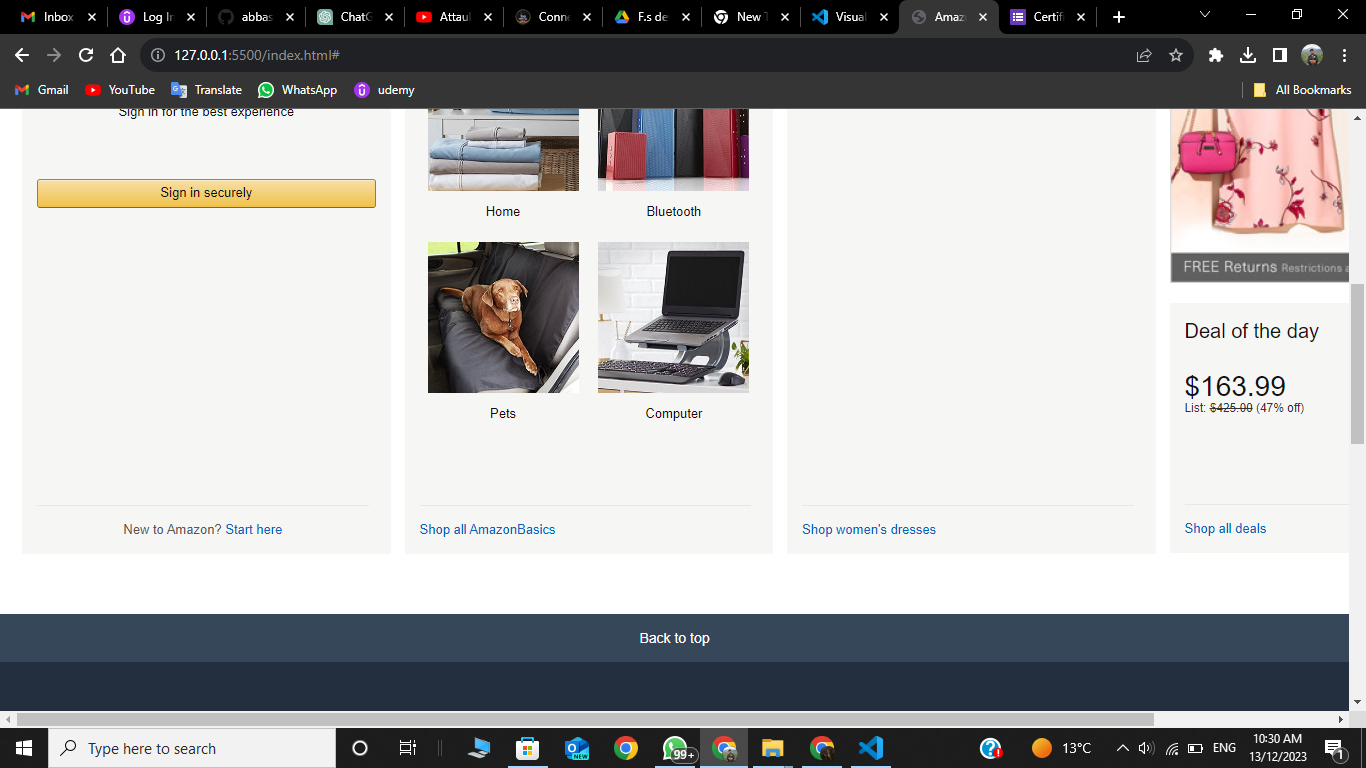 Inbox
Log In
abbas
ChatG
Attaul
Conne
F.s de
New T
Visual
Amaz
Certif
127.0.0.1:5500/index.html#
Gmail
YouTube
Translate
WhatsApp
udemy
All Bookmarks
Sign in for the best experience
Sign in securely
Home
Bluetooth
Pets
Computer
FREE Returns Restrictions a
Deal of the day
$163.99
List: $425.00 (47% off)
New to Amazon? Start here
Shop all AmazonBasics
Shop women's dresses
Shop all deals
Back to top
Type here to search
NEW
99+
13°C
ENG
10:30 AM
13/12/2023
1